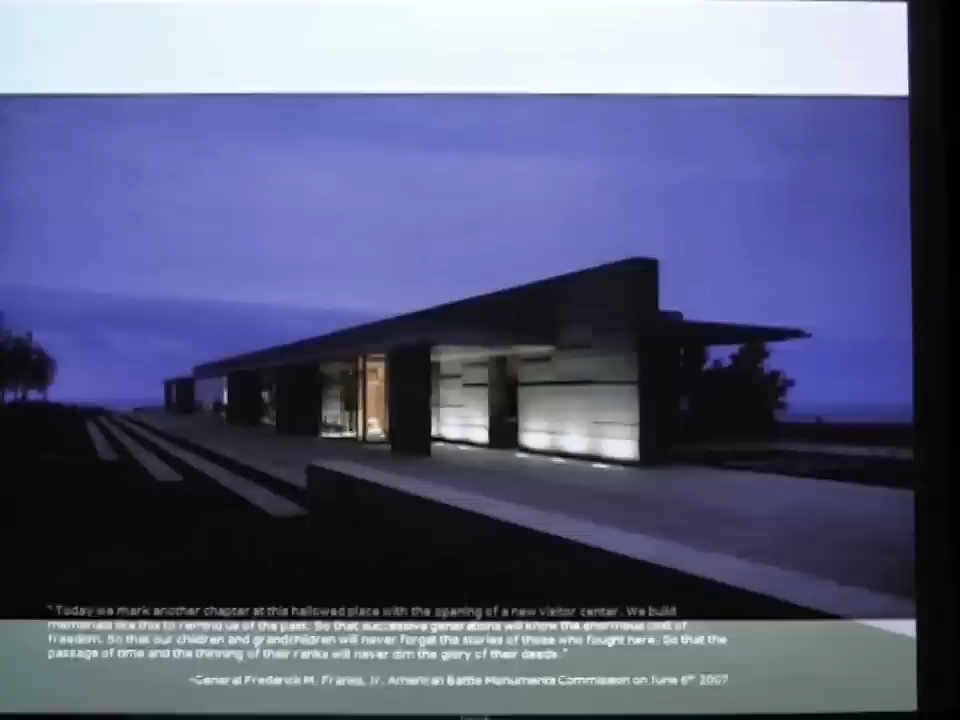 "Today we mark another chapter at this hallowed place with the opening of a new visitor center. We build
memorials like this to remind us of the past. So that successive generations will know the enormous cost of
freedom. So that our children and grandchildren will never forget the stories of those who fought here. So that the
passage of time and the thinning of their ranks will never dim the glory of their deeds."
-General Frederick M. Franks, Jr. American Battle Monuments Commission on June 6th 2007